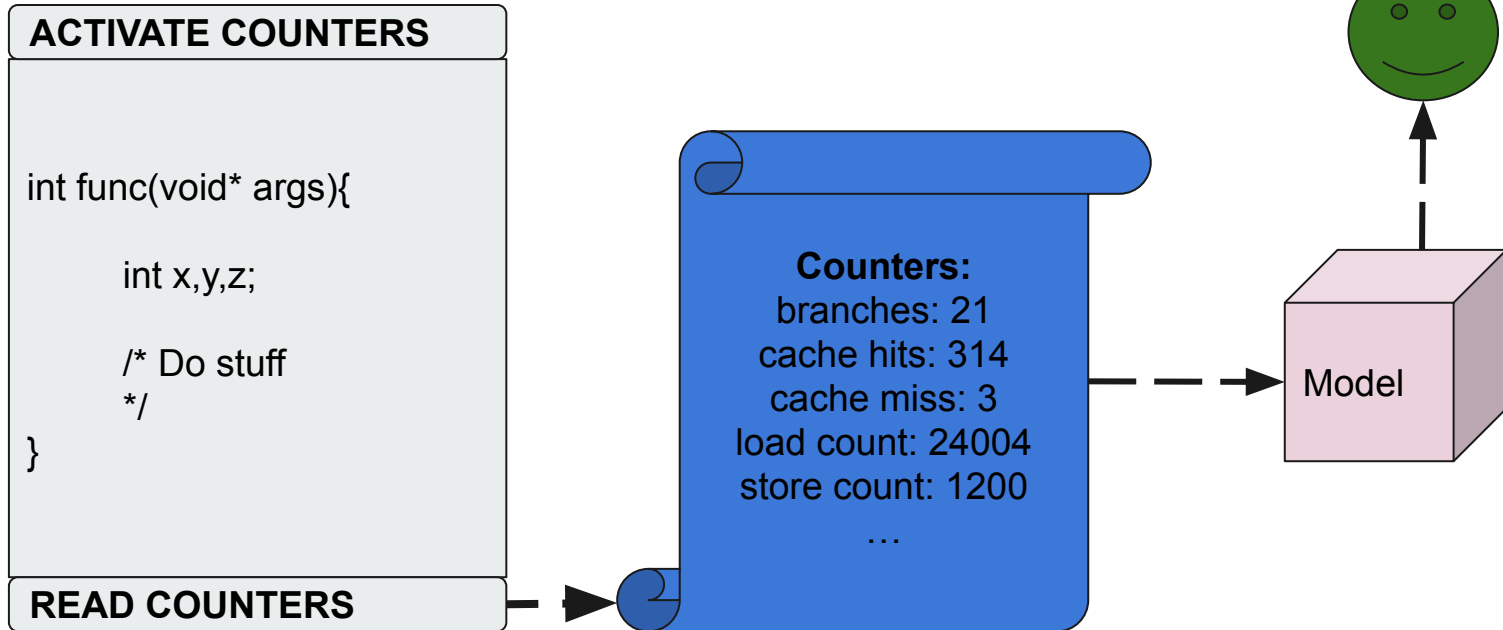 ACTIVATE COUNTERS
int func(void* args){
int x,y,z;
/* Do stuff
*/
}
READ COUNTERS
Counters:
branches: 21
cache hits: 314
cache miss: 3
load count: 24004
store count: 1200
…
Model